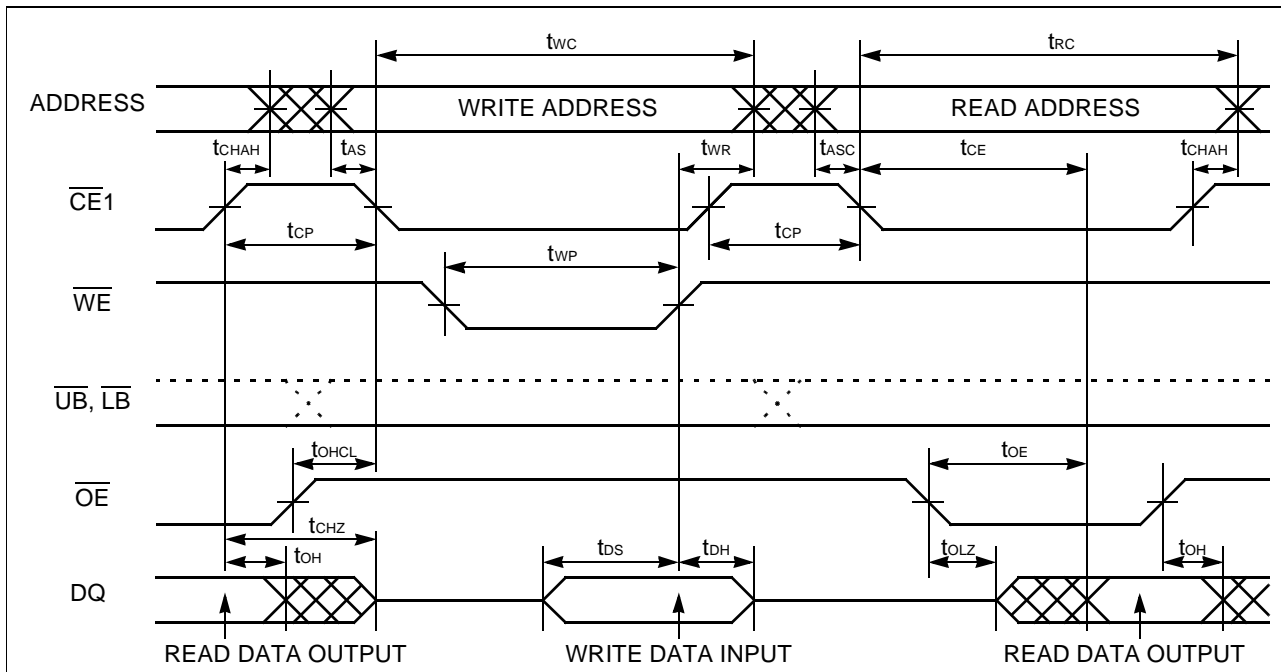 tWC tRC
ADDRESS WRITE ADDRESS READ ADDRESS
tCHAH tAS tWR tASC tCE tCHAH
CE1
tCP tCP
tWP
WE
UB, LB
tOHCL tOE
OE
tCHZ
tOH tDS tDH tOLZ tOH
DQ
READ DATA OUTPUT WRITE DATA INPUT READ DATA OUTPUT